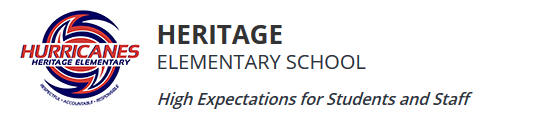 HURRICANES
HERITAGE ELEMENTARY
RESPECTFUL • ACCOUNTABLE • RESPONSIBLE
HERITAGE
ELEMENTARY SCHOOL
High Expectations for Students and Staff